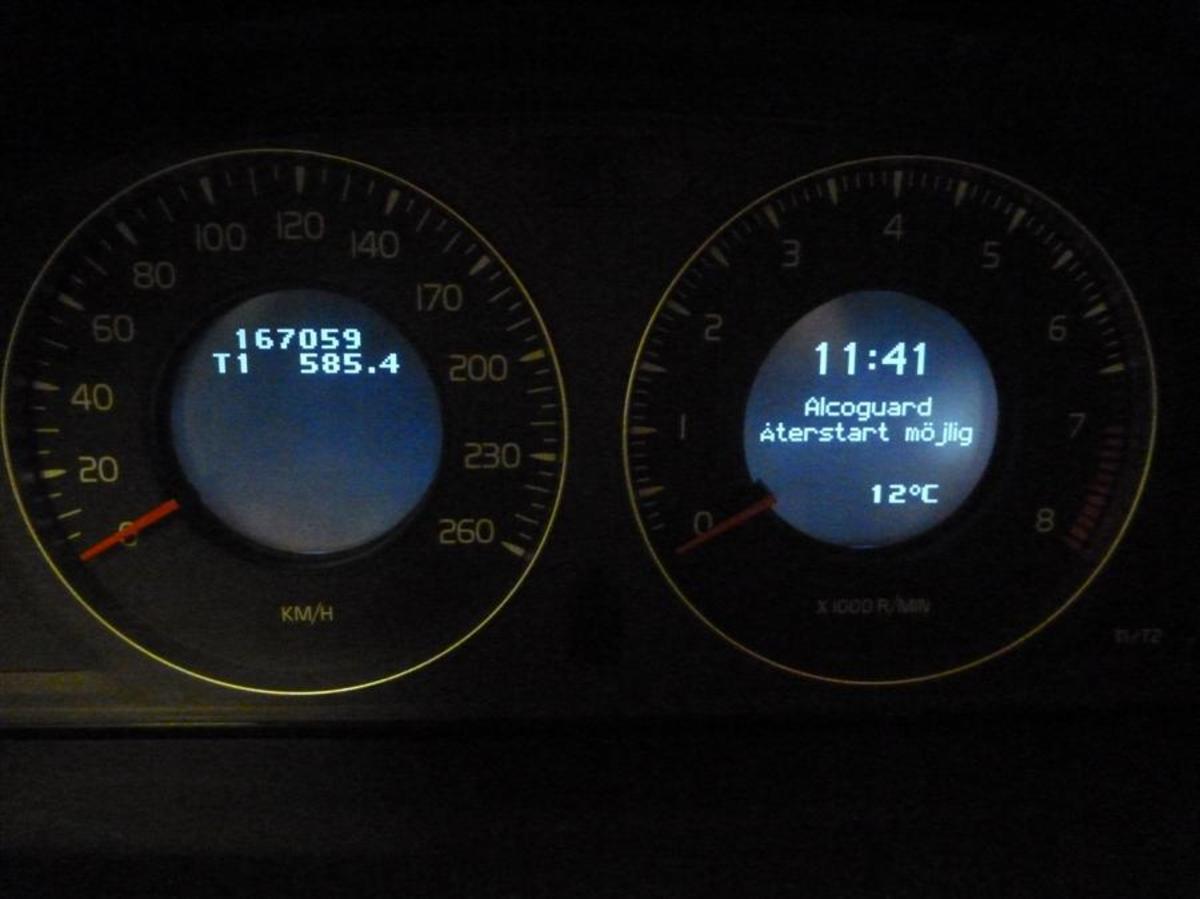 100 120 140
80 170
60 200
40 230
20 260
0
167059
T1 585.4
KM/H
4
3 5
2 6
1 7
0 8
11:41
Alcoguard
Återstart möjlig
12°C
X 1000 R/MIN